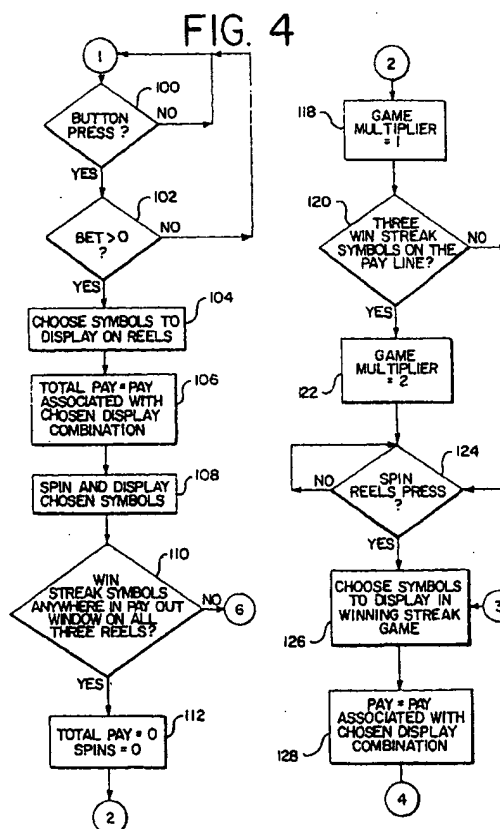 FIG. 4
1
100
BUTTON
PRESS ?
NO
YES
102
BET>0
?
NO
YES
104
CHOOSE SYMBOLS TO
DISPLAY ON REELS
TOTAL PAY=PAY
ASSOCIATED WITH
CHOSEN DISPLAY
COMBINATION
106
SPIN AND DISPLAY
CHOSEN SYMBOLS
108
110
WIN
STREAK SYMBOLS
ANYWHERE IN PAY OUT
WINDOW ON ALL
THREE REELS?
NO
6
YES
112
TOTAL PAY=0
SPINS=0
2
2
118
GAME
MULTIPLIER
= 1
120
THREE
WIN STREAK
SYMBOLS ON THE
PAY LINE?
NO
YES
GAME
MULTIPLIER
= 2
122
124
SPIN
REELS PRESS
?
NO
YES
CHOOSE SYMBOLS
TO DISPLAY IN
WINNING STREAK
GAME
3
126
PAY = PAY
ASSOCIATED WITH
CHOSEN DISPLAY
COMBINATION
128
4